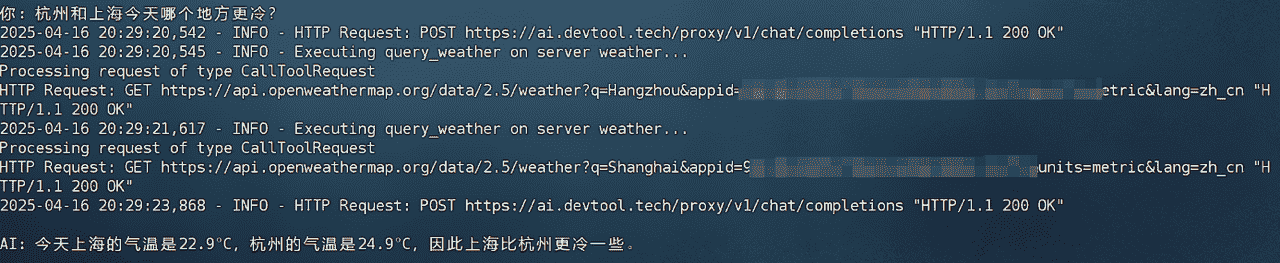 你: 杭州和上海今天哪个地方更冷?
2025-04-16 20:29:20,542 - INFO - HTTP Request: POST https://ai.devtool.tech/proxy/v1/chat/completions "HTTP/1.1 200 OK"
2025-04-16 20:29:20,545 - INFO - Executing query_weather on server weather...
Processing request of type CallToolRequest
HTTP Request: GET https://api.openweathermap.org/data/2.5/weather?q=Hangzhou&appid= etric&lang=zh_cn "H
TTP/1.1 200 OK"
2025-04-16 20:29:21,617 - INFO - Executing query_weather on server weather...
Processing request of type CallToolRequest
HTTP Request: GET https://api.openweathermap.org/data/2.5/weather?q=Shanghai&appid=9 units=metric&lang=zh_cn "H
TTP/1.1 200 OK"
2025-04-16 20:29:23,868 - INFO - HTTP Request: POST https://ai.devtool.tech/proxy/v1/chat/completions "HTTP/1.1 200 OK"
AI: 今天上海的气温是22.9°C, 杭州的气温是24.9°C, 因此上海比杭州更冷一些。